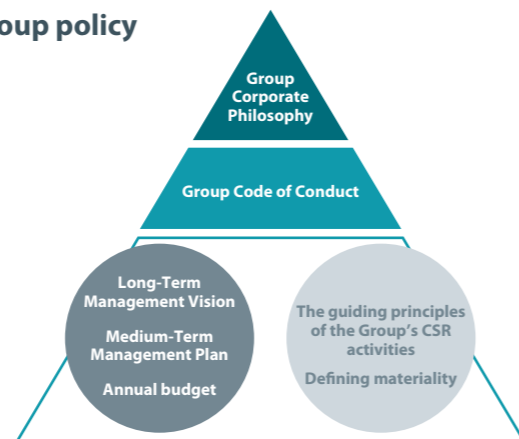 oup policy
Group
Corporate
Philosophy
Group Code of Conduct
Long-Term
Management Vision
Medium-Term
Management Plan
Annual budget
The guiding principles
of the Group's CSR
activities
Defining materiality